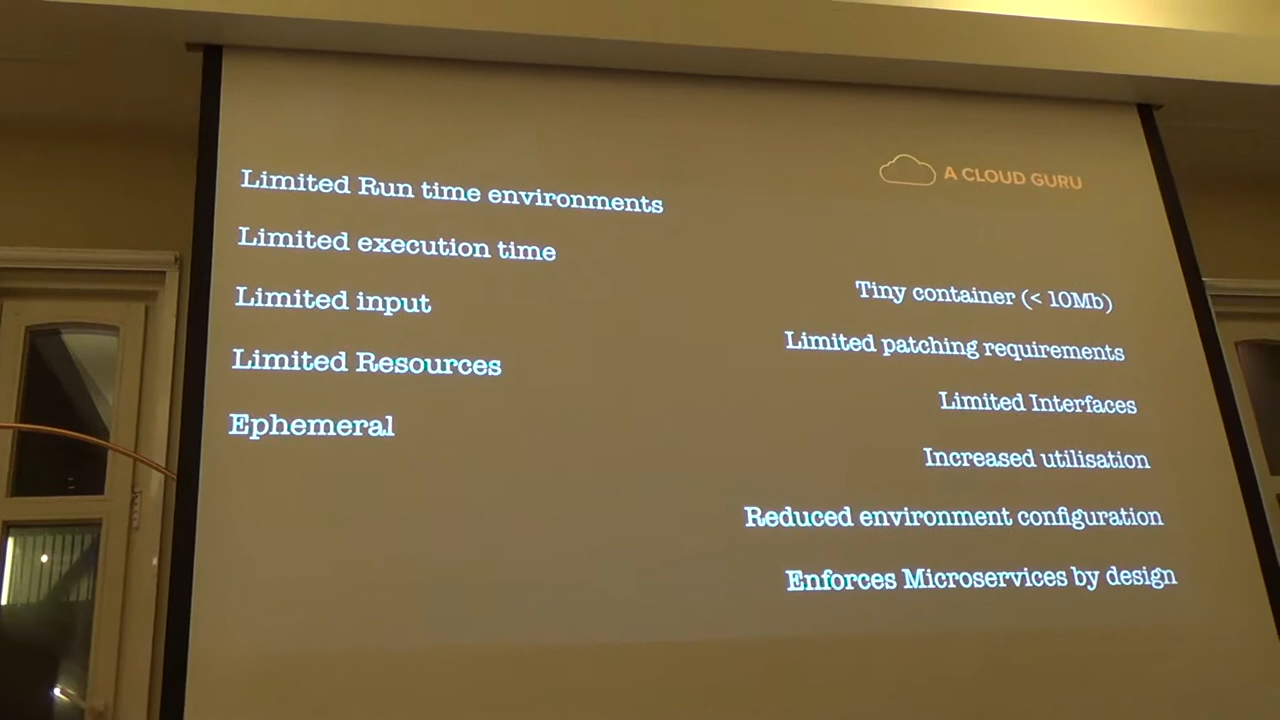 A CLOUD GURU
Limited Run time environments
Limited execution time
Limited input
Limited Resources
Ephemeral
Tiny container (< 10Mb)
Limited patching requirements
Limited Interfaces
Increased utilisation
Reduced environment configuration
Enforces Microservices by design